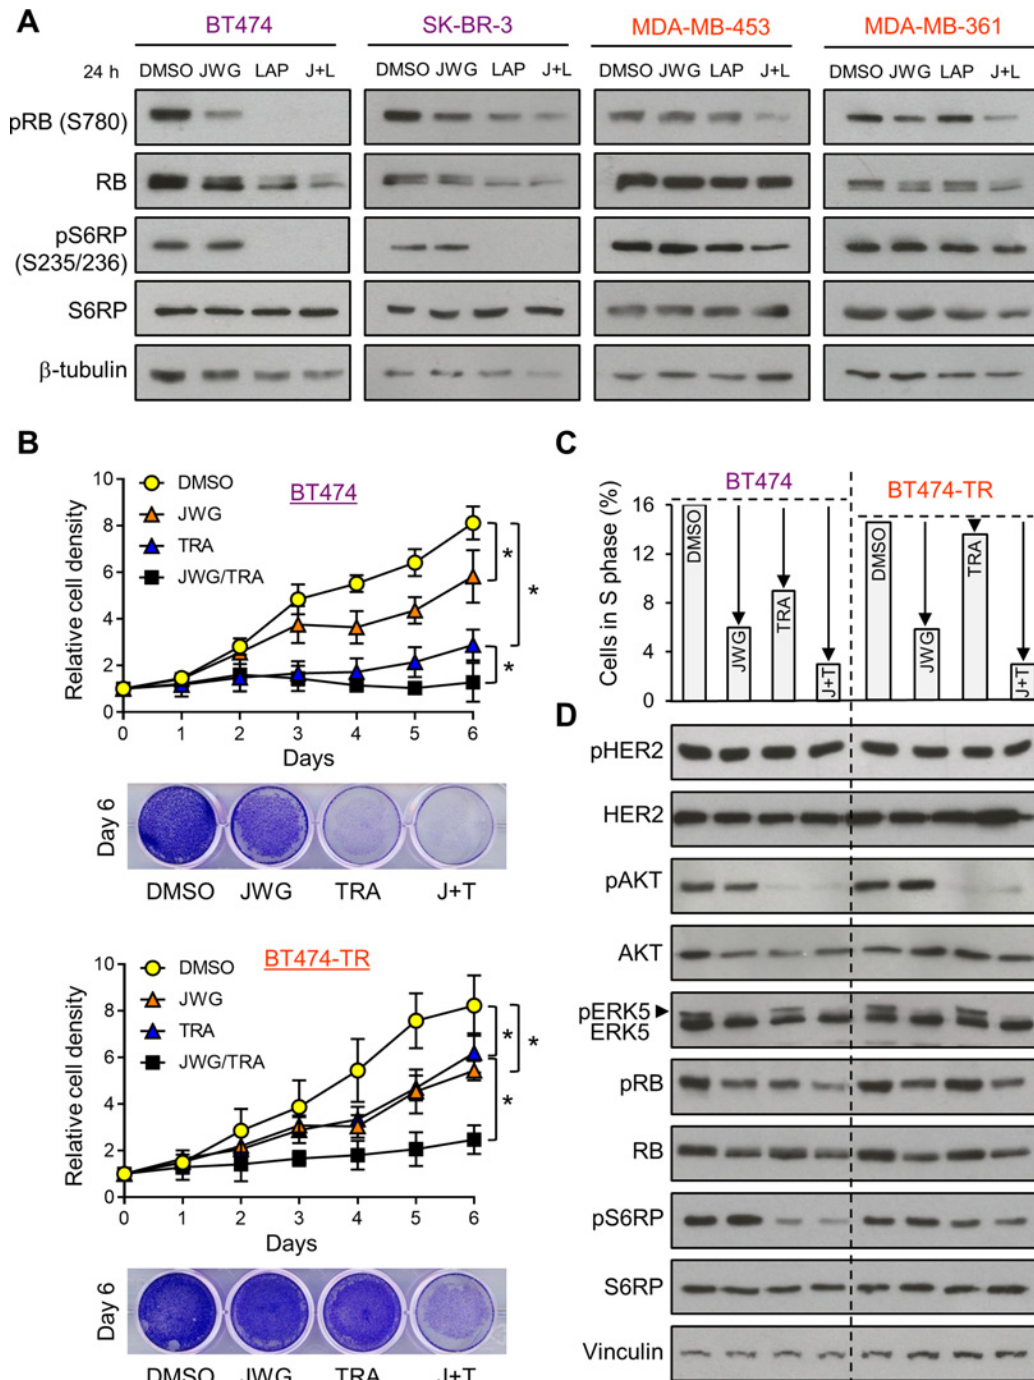 A
BT474 SK-BR-3 MDA-MB-453 MDA-MB-361
24 h DMSO JWG LAP J+L DMSO JWG LAP J+L DMSO JWG LAP J+L DMSO JWG LAP J+L
pRB (S780)
RB
pS6RP
(S235/236)
S6RP
β-tubulin
B
Relative cell density
10
8
6
4
2
0
DMSO
JWG
TRA
JWG/TRA
BT474
*
*
*
0 1 2 3 4 5 6
Days
Day 6
DMSO JWG TRA J+T
Relative cell density
10
8
6
4
2
0
DMSO
JWG
TRA
JWG/TRA
BT474-TR
*
*
*
0 1 2 3 4 5 6
Days
Day 6
DMSO JWG TRA J+T
C
BT474 BT474-TR
Cells in S phase (%)
16
12
8
4
0
DMSO JWG TRA J+T DMSO JWG TRA J+T
D
pHER2
HER2
pAKT
AKT
pERK5
ERK5
pRB
RB
pS6RP
S6RP
Vinculin